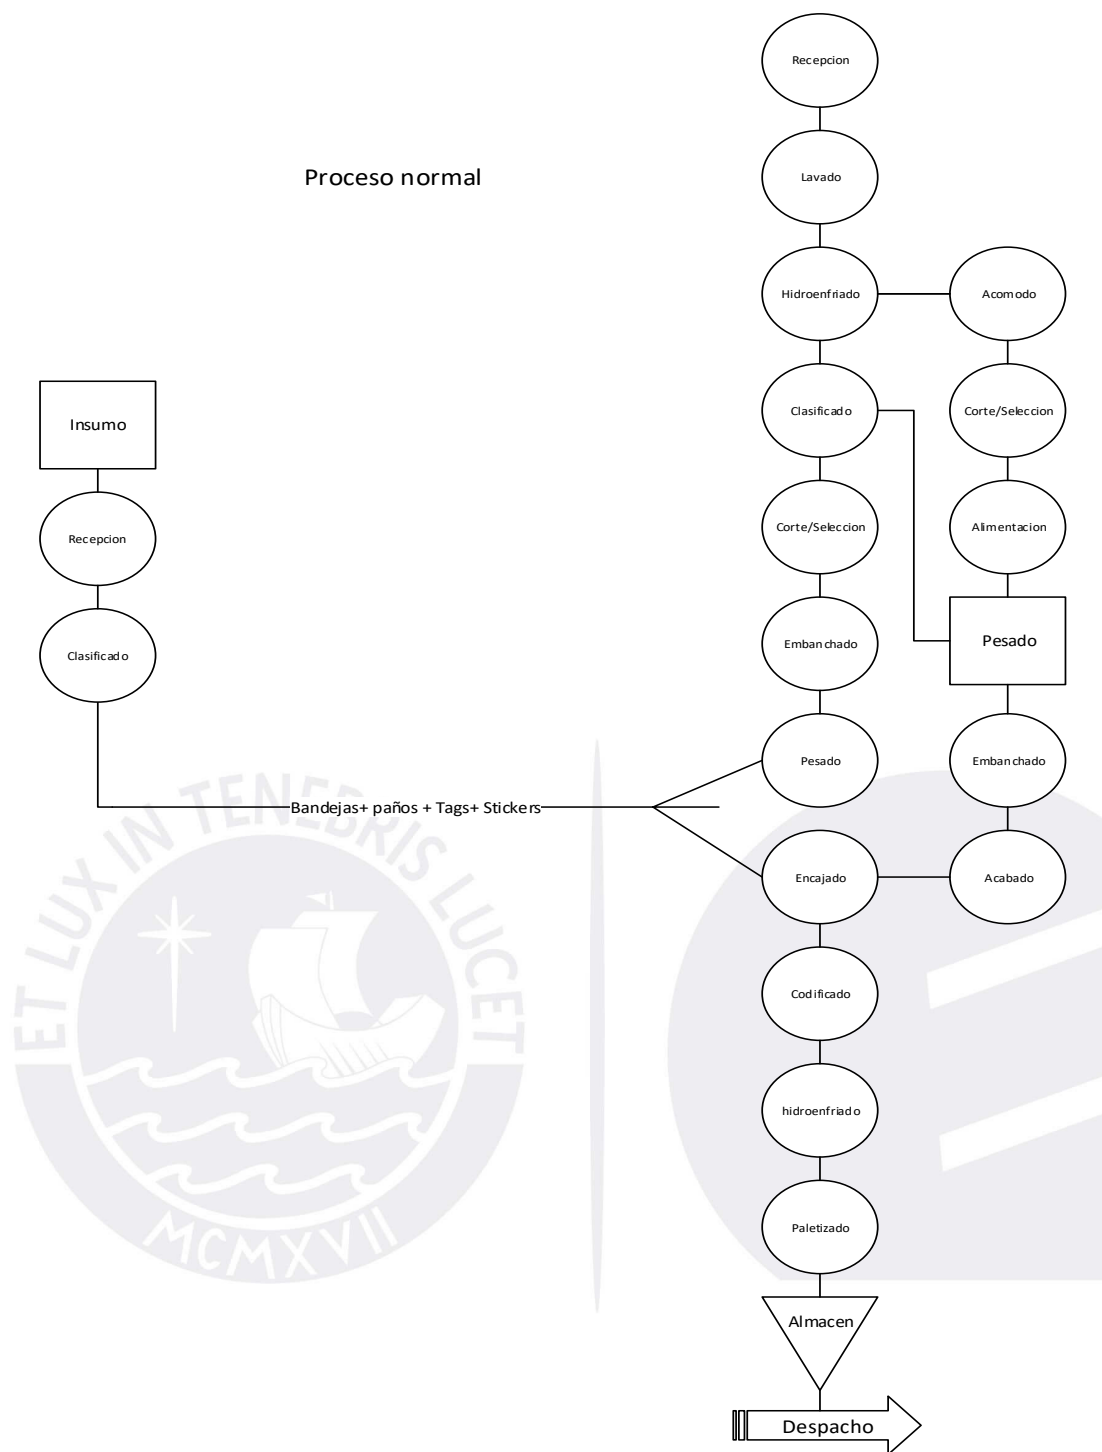 Recepcion
Proceso normal
Lavado
Hidroenfriado
Acomodo
Insumo
Clasificado
Corte/Seleccion
Recepcion
Corte/Seleccion
Alimentacion
Clasificado
Embanchado
Pesado
Pesado
Embanchado
Bandejas+ paños + Tags+ Stickers
Encajado
Acabado
Codificado
hidroenfriado
Paletizado
Almacen
Despacho
ET LUX IN TENEBRIS LUCET
MCMXVII